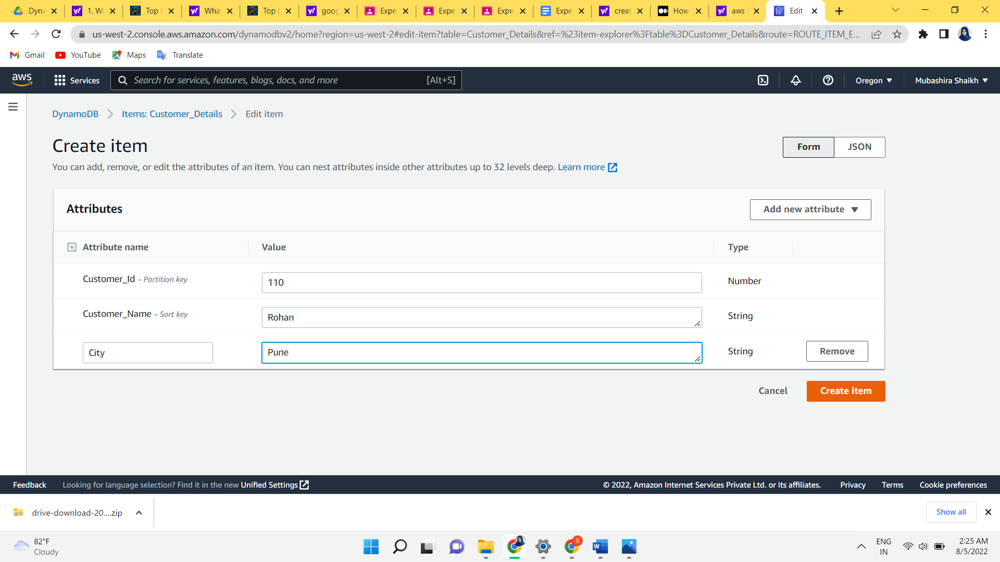 Dyna
1. W
Top
What
Top
goog
Expe
Expe
Expe
Expe
creat
How
aws
Edit
us-west-2.console.aws.amazon.com/dynamodbv2/home?region=us-west-2#edit-item?table=Customer_Details&ref=%23item-explorer%3Ftable%3DCustomer_Details&route=ROUTE_ITEM_E...
Gmail YouTube Maps Translate
aws Services Search for services, features, blogs, docs, and more [Alt+S] Oregon ▼ Mubashira Shaikh ▼
DynamoDB > Items: Customer_Details > Edit item
Create item
Form JSON
You can add, remove, or edit the attributes of an item. You can nest attributes inside other attributes up to 32 levels deep. Learn more
Attributes
Add new attribute ▼
Attribute name Value Type
Customer_Id - Partition key 110 Number
Customer_Name - Sort key Rohan String
City Pune String Remove
Cancel Create item
Feedback Looking for language selection? Find it in the new Unified Settings © 2022, Amazon Internet Services Private Ltd. or its affiliates. Privacy Terms Cookie preferences
drive-download-20....zip Show all
82°F
Cloudy
S
W
ENG
IN
2:25 AM
8/5/2022